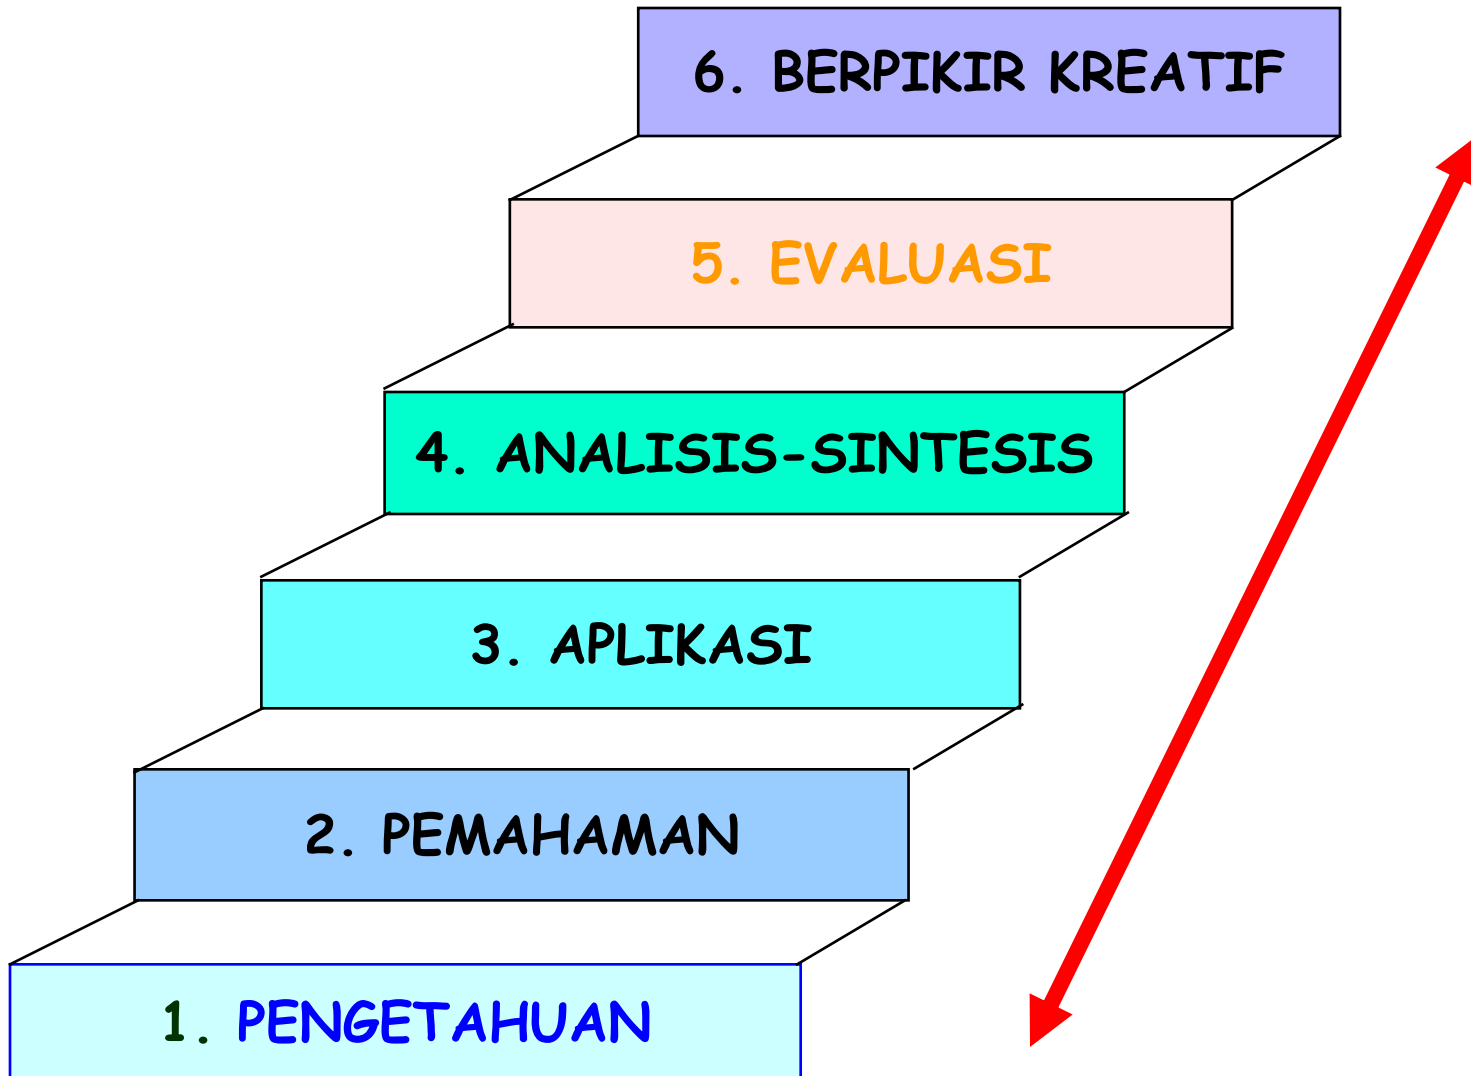 6. BERPIKIR KREATIF
5. EVALUASI
4. ANALISIS-SINTESIS
3. APLIKASI
2. PEMAHAMAN
1. PENGETAHUAN